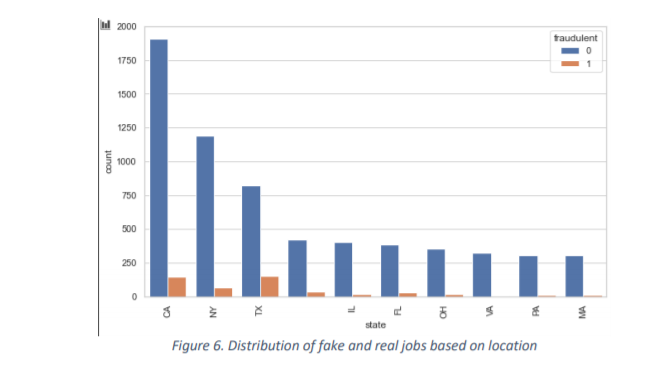 2000
fraudulent
0
1
1750
1500
1250
1000
750
500
250
0
count
CA
NY
TX
IL
FL
OH
VA
PA
MA
state
Figure 6. Distribution of fake and real jobs based on location